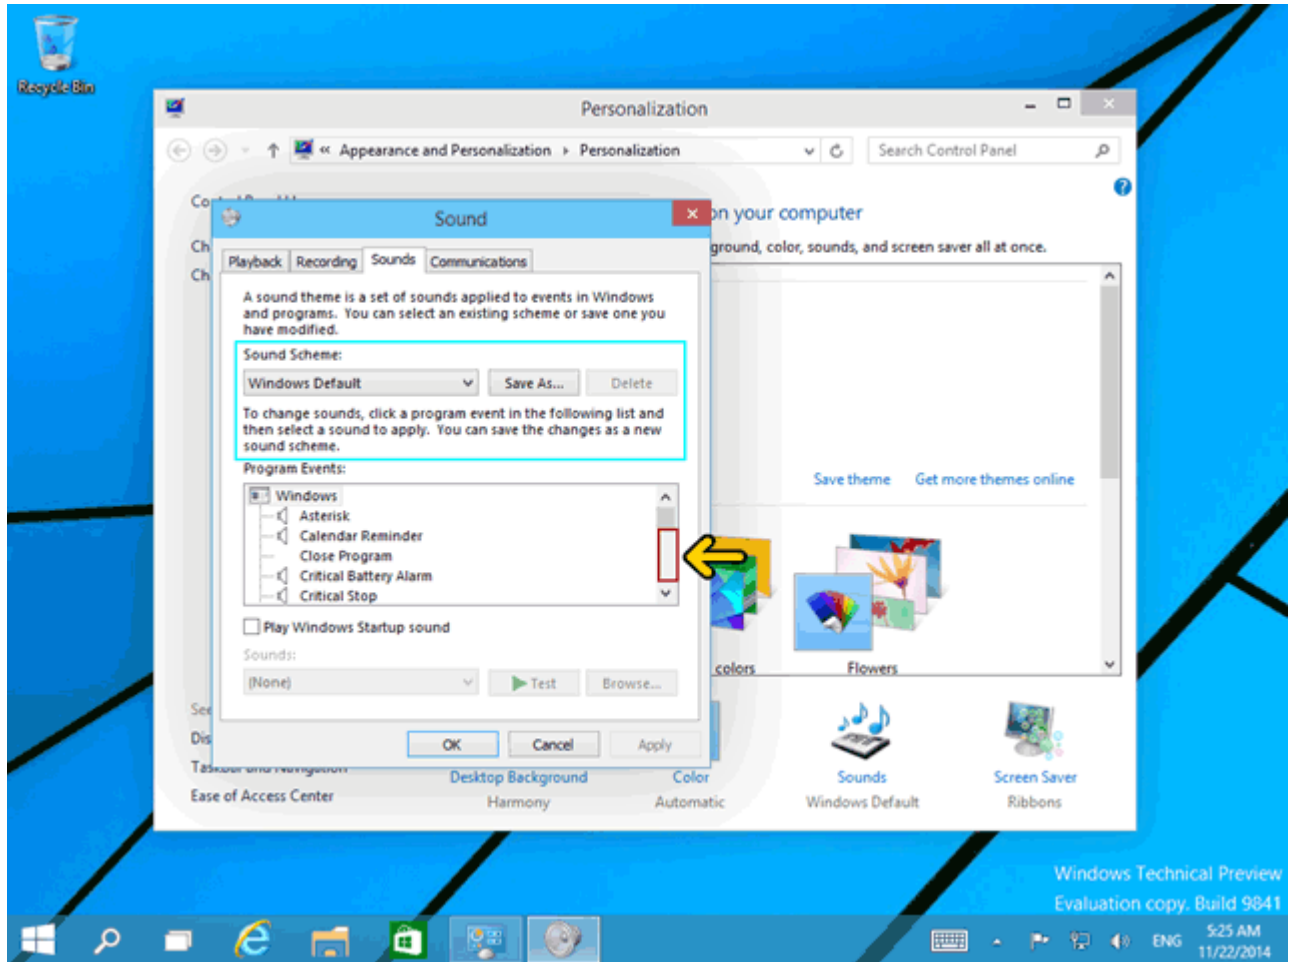 Recycle Bin
Personalization
« Appearance and Personalization › Personalization
Search Control Panel
on your computer
ground, color, sounds, and screen saver all at once.
Sound
Playback Recording Sounds Communications
A sound theme is a set of sounds applied to events in Windows
and programs. You can select an existing scheme or save one you
have modified.
Sound Scheme:
Windows Default Save As... Delete
To change sounds, click a program event in the following list and
then select a sound to apply. You can save the changes as a new
sound scheme.
Program Events:
Windows
Asterisk
Calendar Reminder
Close Program
Critical Battery Alarm
Critical Stop
Play Windows Startup sound
Sounds:
(None) Test Browse...
OK Cancel Apply
Save theme Get more themes online
colors Flowers
Ease of Access Center
Desktop Background
Harmony
Color
Automatic
Sounds
Windows Default
Screen Saver
Ribbons
Windows Technical Preview
Evaluation copy. Build 9841
ENG
5:25 AM
11/22/2014